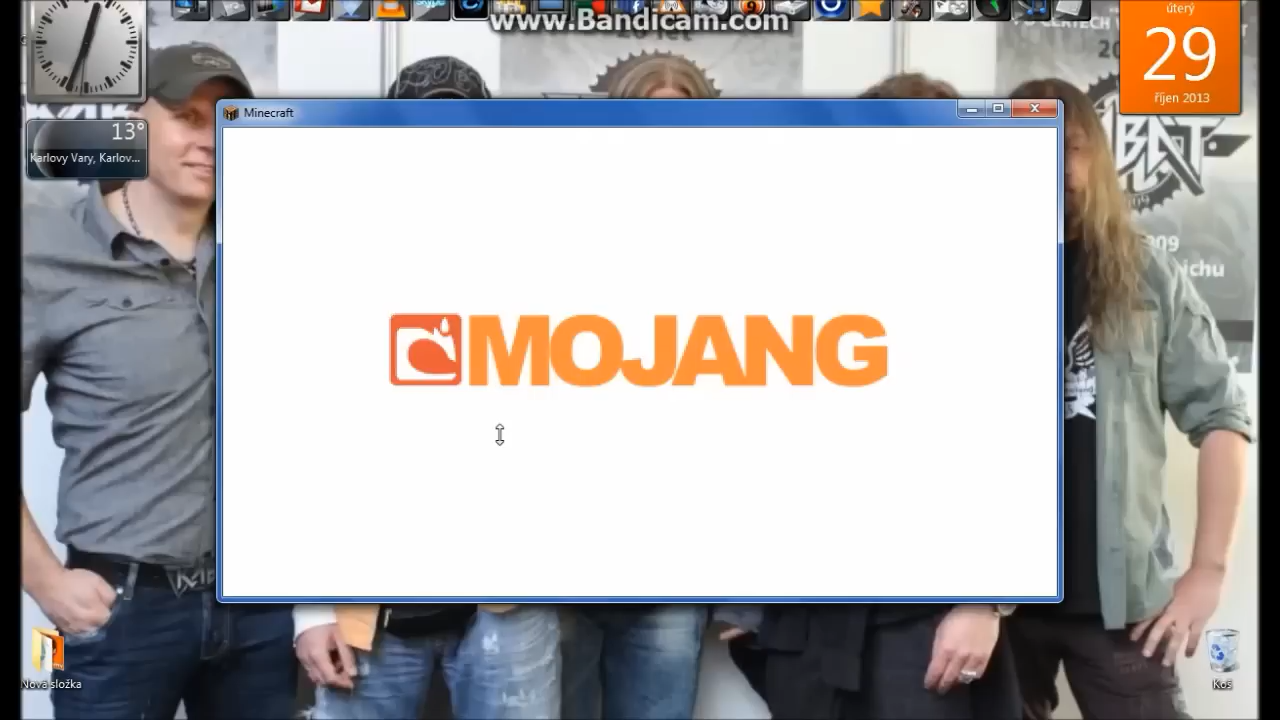 www.Bandicam.com
úterý
29
říjen 2013
13°
Karlovy Vary, Karlov...
Minecraft
MOJANG
Nová složka
Koš